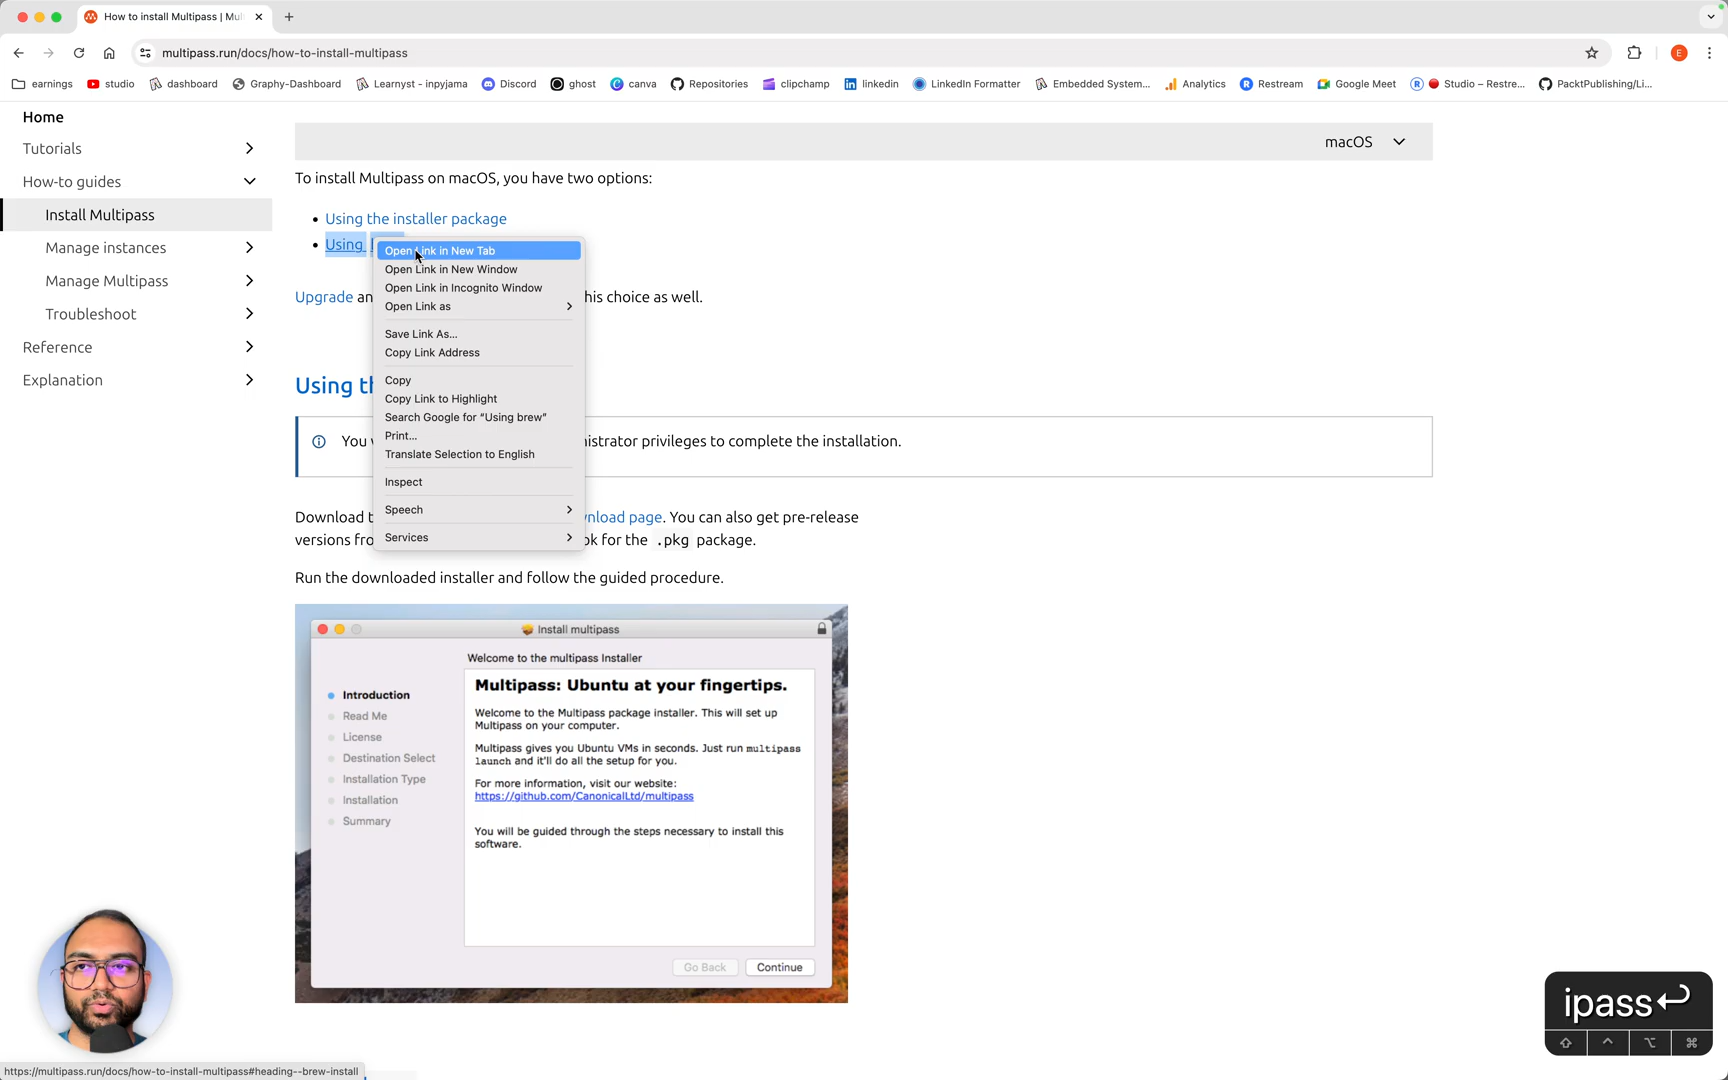 How to install Multipass | Mul
multipass.run/docs/how-to-install-multipass
E
earnings
studio
dashboard
Graphy-Dashboard
Learnyst - inpyjama
Discord
ghost
canva
Repositories
clipchamp
linkedin
LinkedIn Formatter
Embedded System...
Analytics
Restream
Google Meet
Studio – Restre...
PacktPublishing/Li...
Home
Tutorials
How-to guides
Install Multipass
Manage instances
Manage Multipass
Troubleshoot
Reference
Explanation
macOS
To install Multipass on macOS, you have two options:
Using the installer package
Using
Open Link in New Tab
Open Link in New Window
Open Link in Incognito Window
Open Link as
Save Link As...
Copy Link Address
Copy
Copy Link to Highlight
Search Google for “Using brew”
Print...
Translate Selection to English
Inspect
Speech
Services
Upgrade an his choice as well.
Using th
You nistrator privileges to complete the installation.
Download t nload page. You can also get pre-release
versions fro ok for the .pkg package.
Run the downloaded installer and follow the guided procedure.
Install multipass
Welcome to the multipass Installer
Introduction
Read Me
License
Destination Select
Installation Type
Installation
Summary
Multipass: Ubuntu at your fingertips.
Welcome to the Multipass package installer. This will set up
Multipass on your computer.
Multipass gives you Ubuntu VMs in seconds. Just run multipass
launch and it'll do all the setup for you.
For more information, visit our website:
https://github.com/CanonicalLtd/multipass
You will be guided through the steps necessary to install this
software.
Go Back
Continue
ipass
https://multipass.run/docs/how-to-install-multipass#heading--brew-install